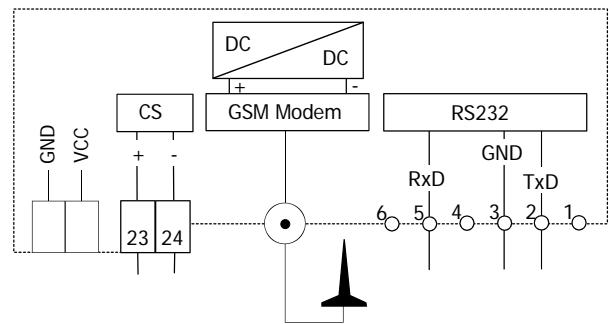 DC
DC
+ -
CS
GSM Modem
RS232
GND
VCC
+ -
GND
RxD
TxD
6 5 4 3 2 1
23 24